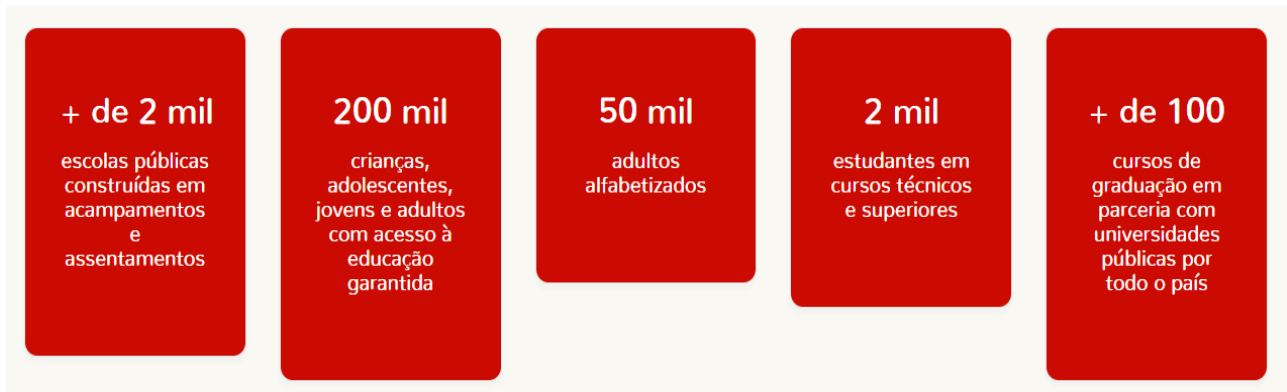 + de 2 mil
escolas públicas
construídas em
acampamentos
e
assentamentos
200 mil
crianças,
adolescentes,
jovens e adultos
com acesso à
educação
garantida
50 mil
adultos
alfabetizados
2 mil
estudantes em
cursos técnicos
e superiores
+ de 100
cursos de
graduação em
parceria com
universidades
públicas por
todo o país